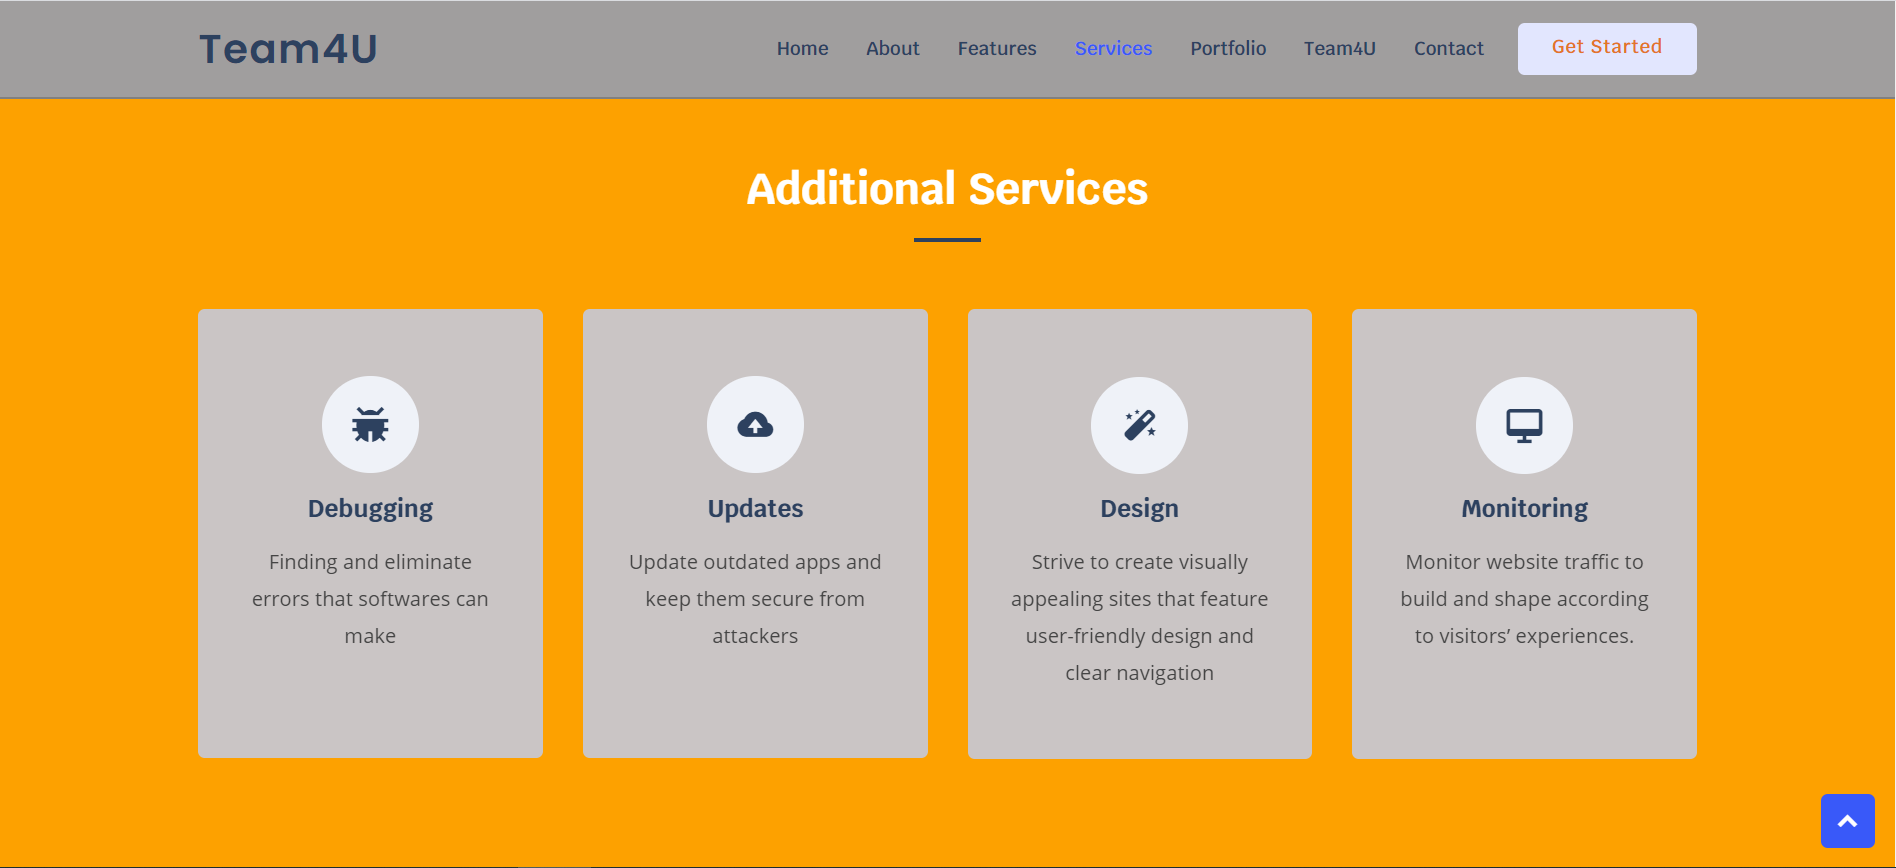 Team4U
Home About Features Services Portfolio Team4U Contact Get Started
Additional Services
Debugging
Finding and eliminate
errors that softwares can
make
Updates
Update outdated apps and
keep them secure from
attackers
Design
Strive to create visually
appealing sites that feature
user-friendly design and
clear navigation
Monitoring
Monitor website traffic to
build and shape according
to visitors’ experiences.